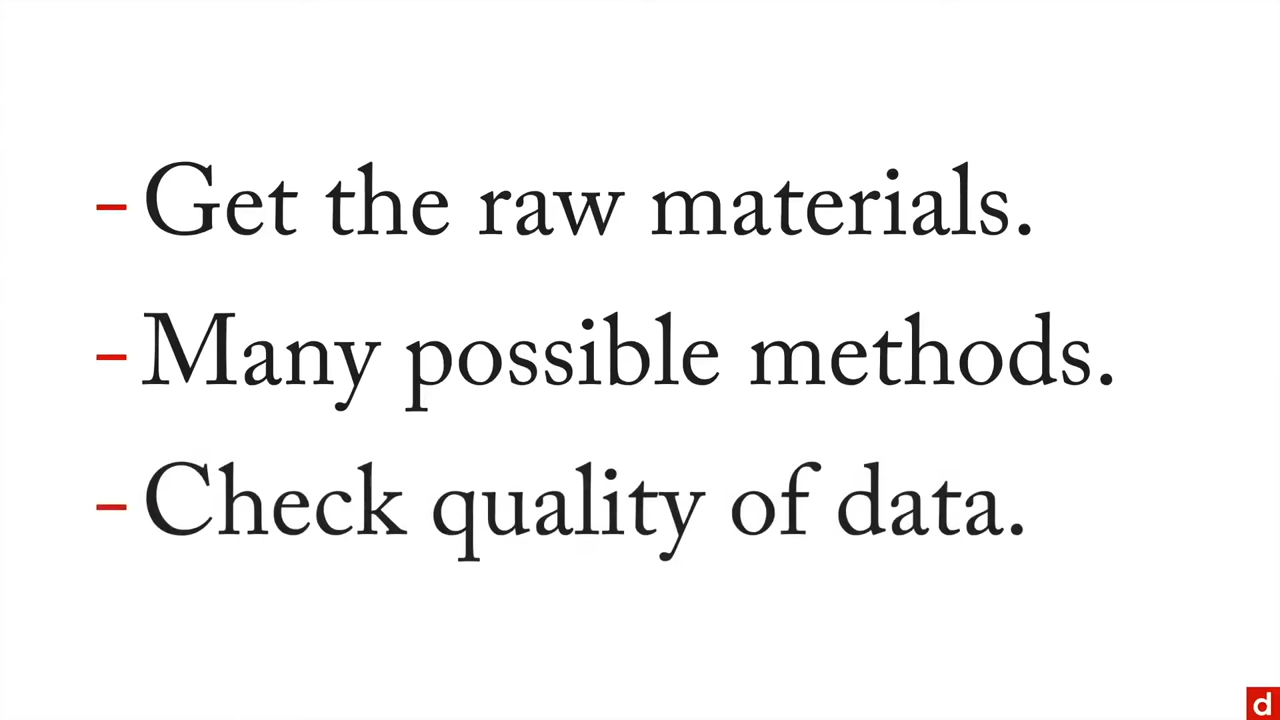 - Get the raw materials.
- Many possible methods.
- Check quality of data.
d